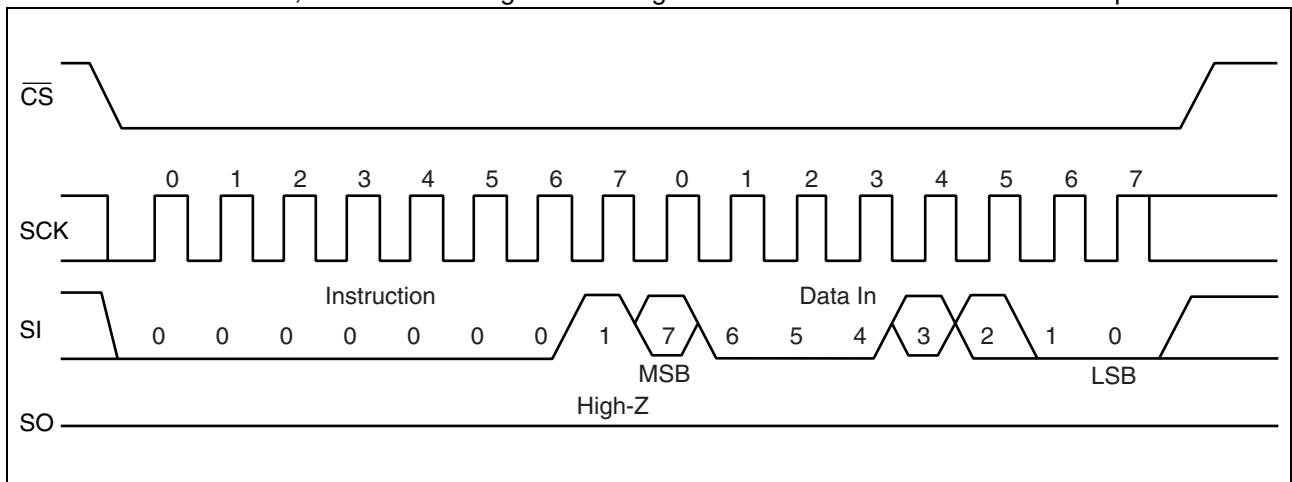 CS
0 1 2 3 4 5 6 7 0 1 2 3 4 5 6 7
SCK
Instruction Data In
SI 0 0 0 0 0 0 0 1 7 6 5 4 3 2 1 0
MSB LSB
High-Z
SO